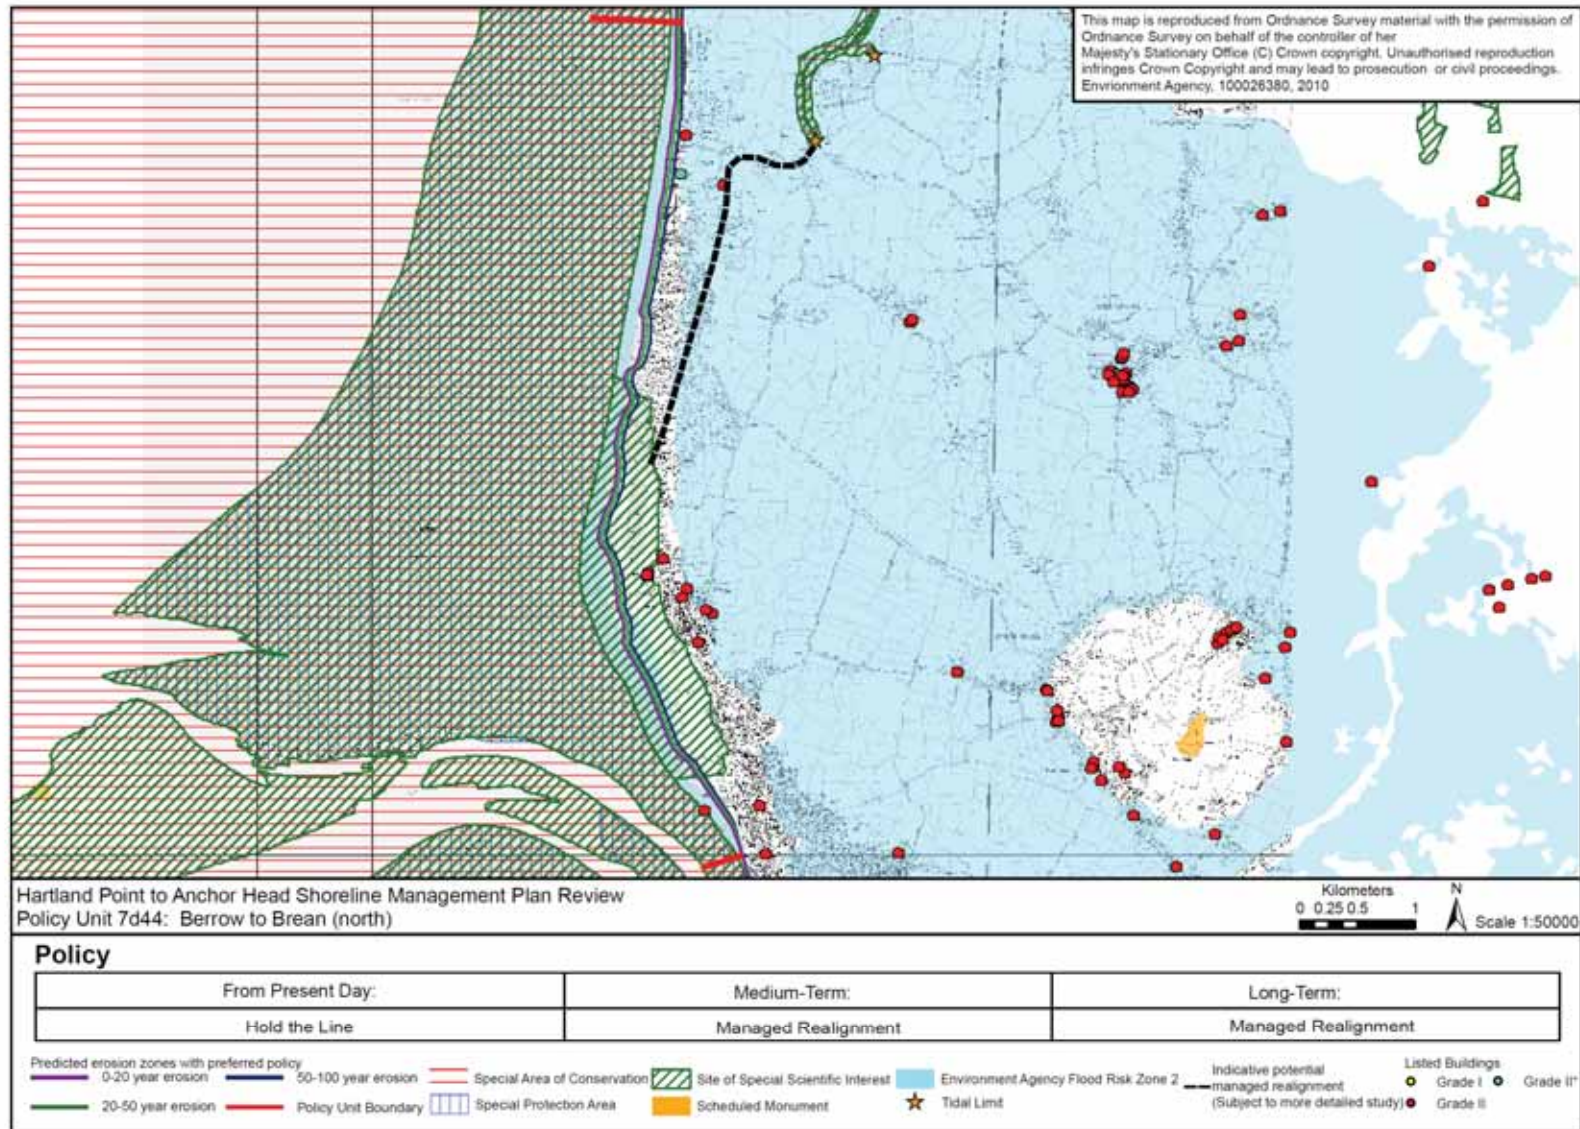 This map is reproduced from Ordnance Survey material with the permission of
Ordnance Survey on behalf of the controller of her
Majesty's Stationary Office (C) Crown copyright. Unauthorised reproduction
infringes Crown Copyright and may lead to prosecution or civil proceedings.
Envrionment Agency, 100026380, 2010
Hartland Point to Anchor Head Shoreline Management Plan Review
Policy Unit 7d44: Berrow to Brean (north)
Kilometers
0 0.25 0.5 1
N
Scale 1:50000
Policy
From Present Day: Medium-Term: Long-Term:
Hold the Line Managed Realignment Managed Realignment
Predicted erosion zones with preferred policy
0-20 year erosion
50-100 year erosion
20-50 year erosion
Policy Unit Boundary
Special Area of Conservation
Special Protection Area
Site of Special Scientific Interest
Scheduled Monument
Environment Agency Flood Risk Zone 2
Tidal Limit
Indicative potential
managed realignment
(Subject to more detailed study)
Listed Buildings
Grade I
Grade II*
Grade II